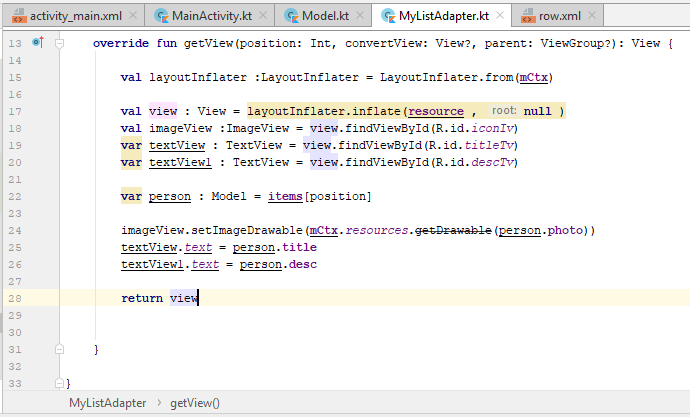 activity_main.xml MainActivity.kt Model.kt MyListAdapter.kt row.xml
13 override fun getView(position: Int, convertView: View?, parent: ViewGroup?): View {
14
15 val layoutInflater :LayoutInflater = LayoutInflater.from(mCtx)
16
17 val view : View = layoutInflater.inflate(resource , root: null )
18 val imageView :ImageView = view.findViewById(R.id.iconIv)
19 var textView : TextView = view.findViewById(R.id.titleTv)
20 var textView1 : TextView = view.findViewById(R.id.descTv)
21
22 var person : Model = items[position]
23
24 imageView.setImageDrawable(mCtx.resources.getDrawable(person.photo))
25 textView.text = person.title
26 textView1.text = person.desc
27
28 return view
29
30
31 }
32
33 }
MyListAdapter > getView()